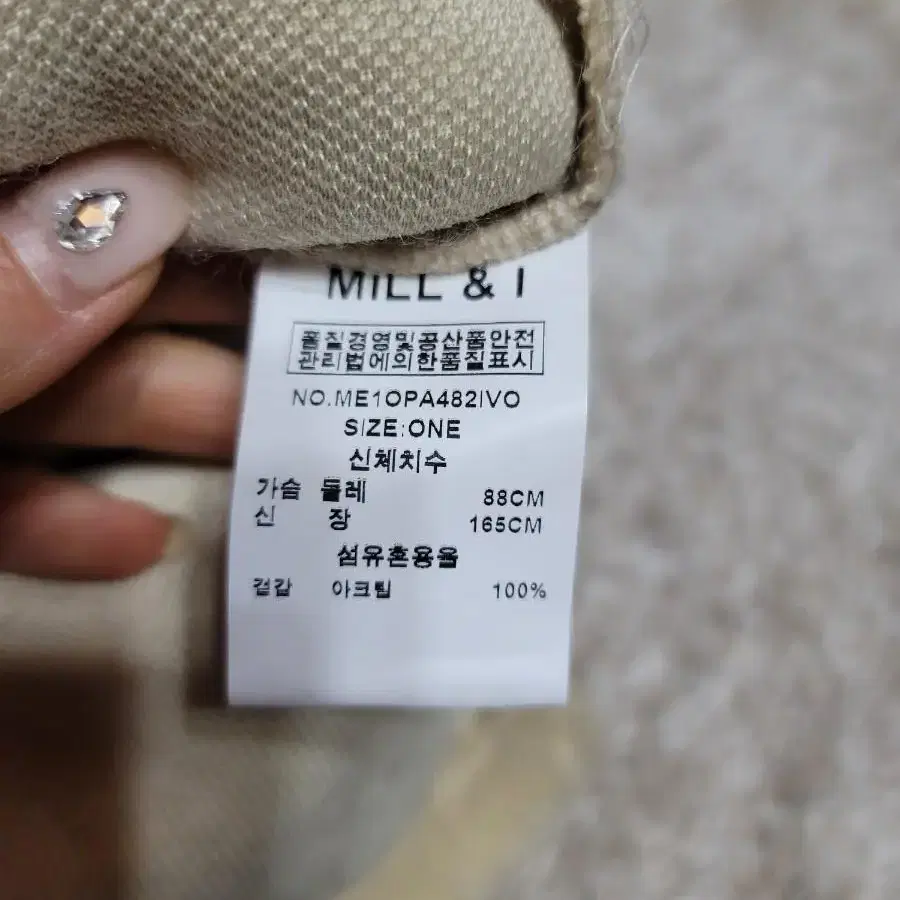 MILL & I
품질경영및공산품안전
관리법에의한품질표시
NO.ME1OPA482IVO
SIZE:ONE
신체치수
가슴 둘레 88CM
신 장 165CM
섬유혼용율
겉감 아크릴 100%